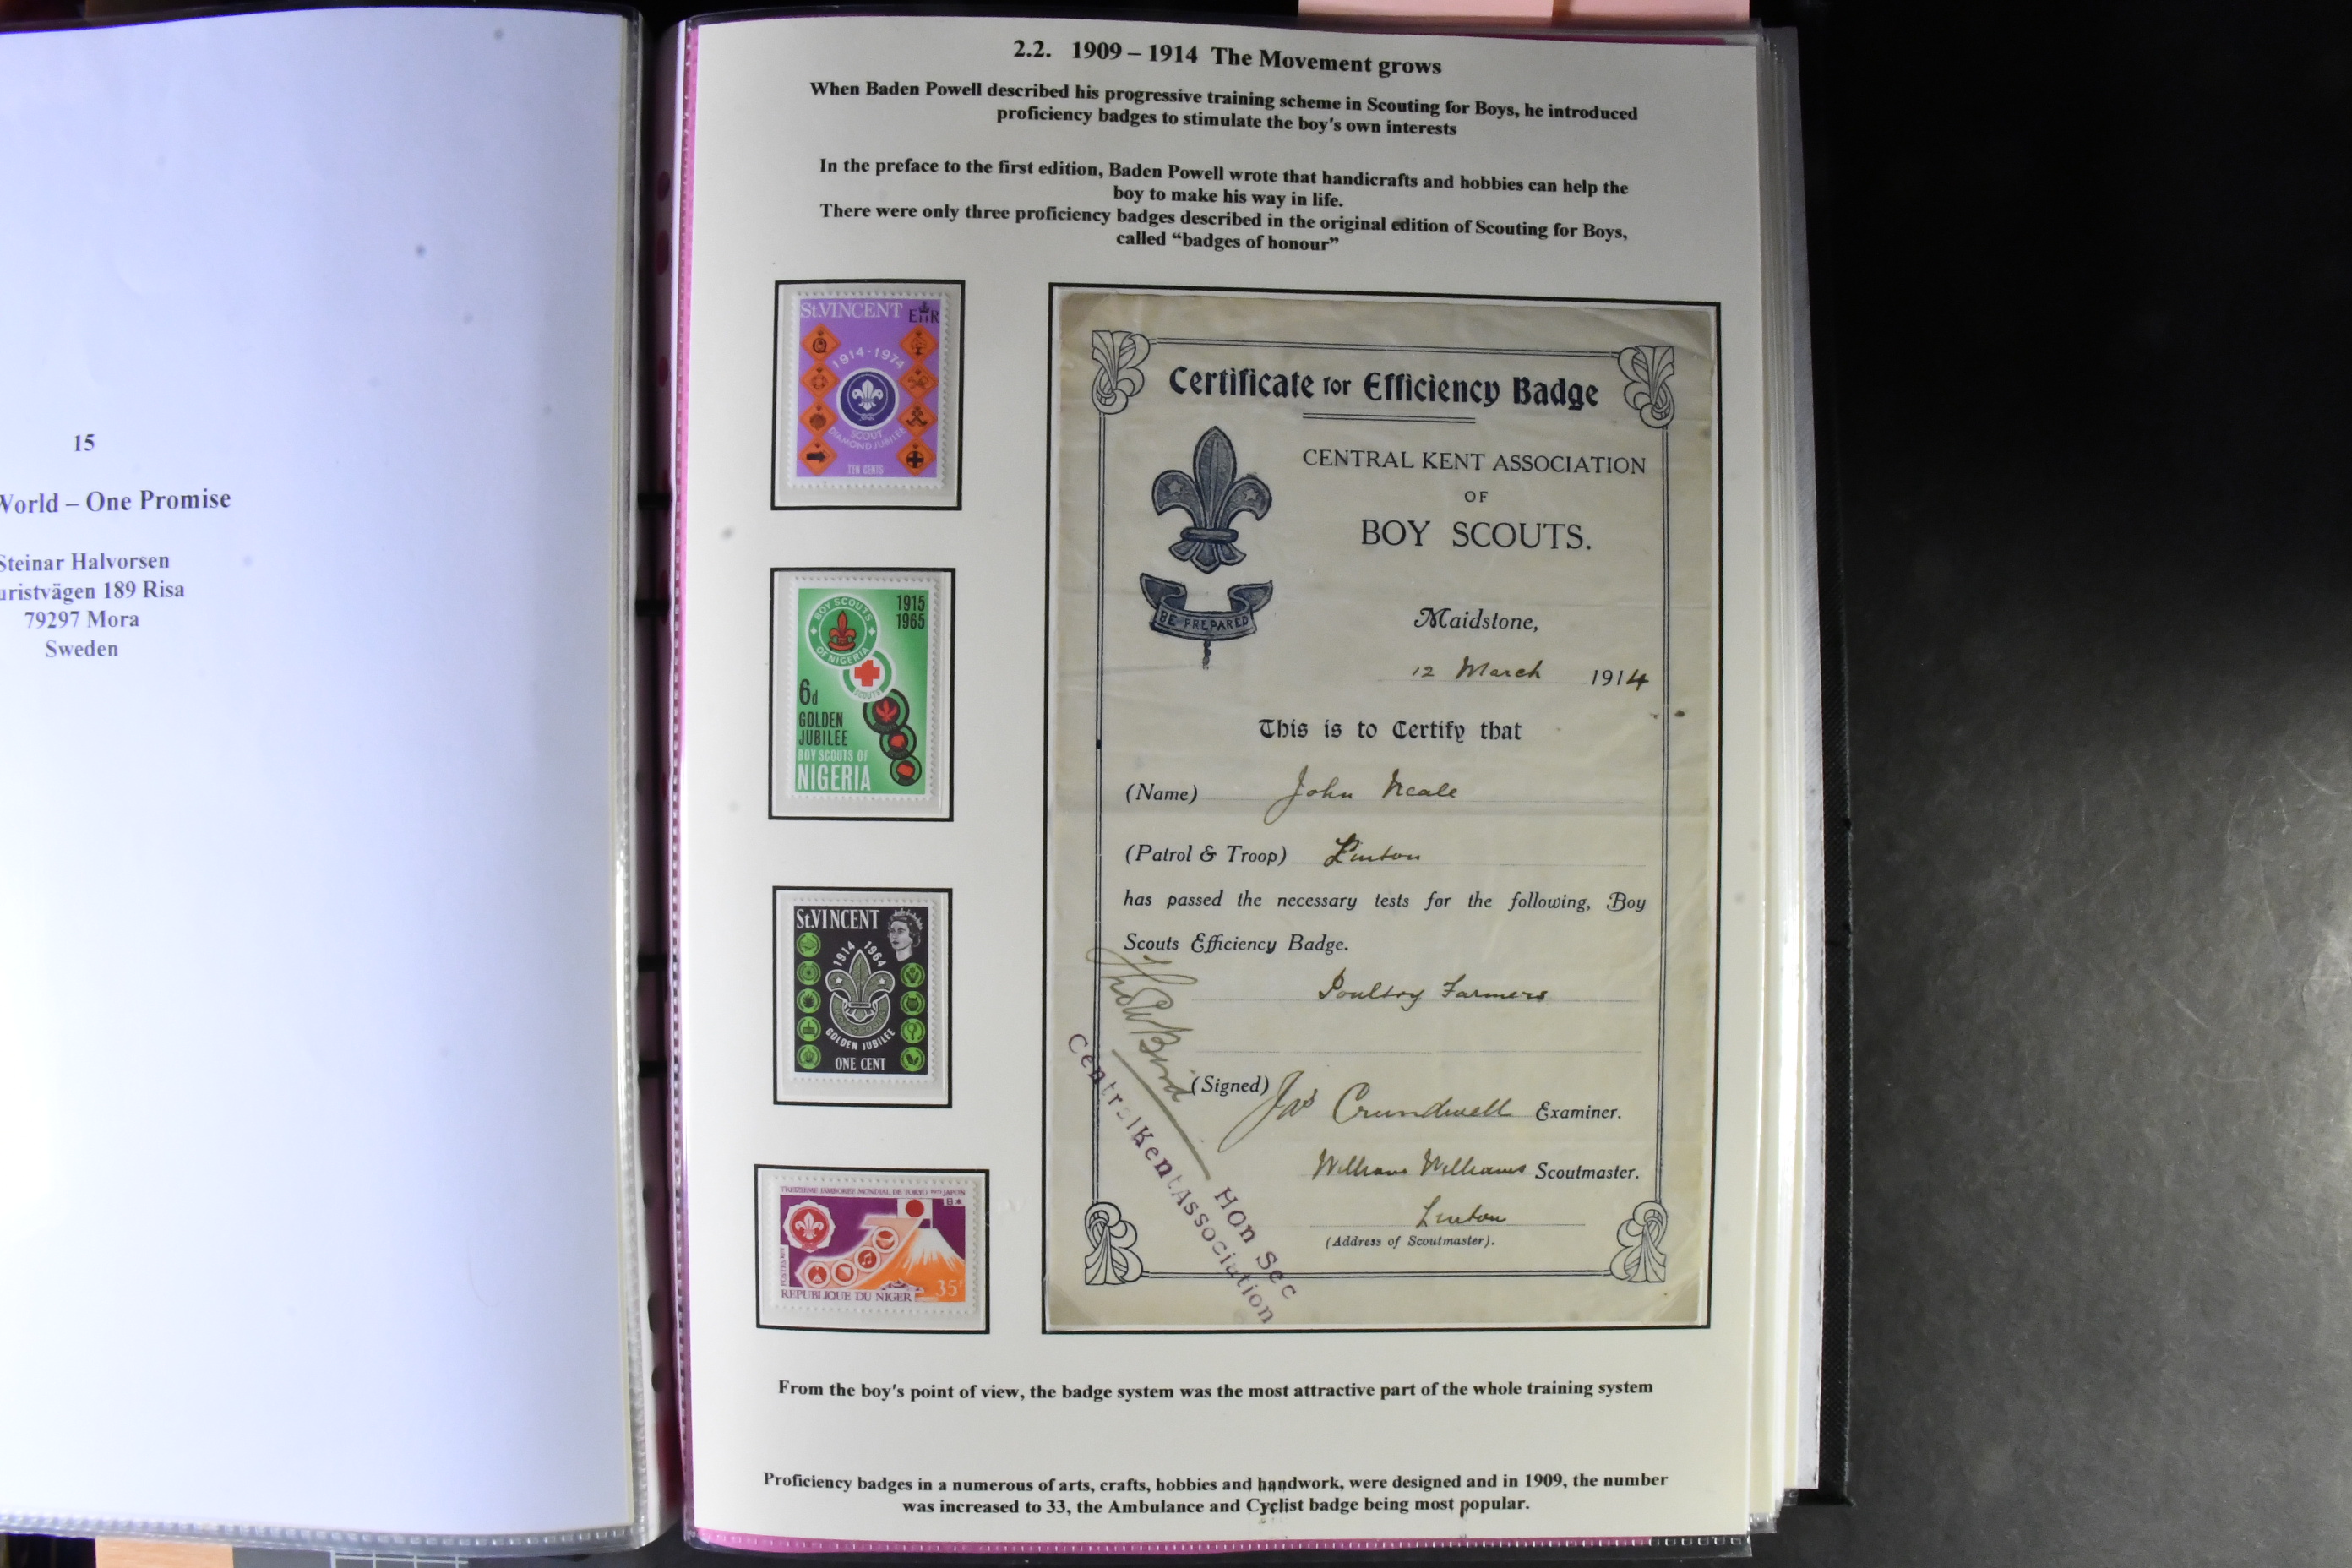 15
World – One Promise
Steinar Halvorsen
uristvägen 189 Risa
79297 Mora
Sweden
2.2. 1909 – 1914 The Movement grows
When Baden Powell described his progressive training scheme in Scouting for Boys, he introduced
proficiency badges to stimulate the boy's own interests
In the preface to the first edition, Baden Powell wrote that handicrafts and hobbies can help the
boy to make his way in life.
There were only three proficiency badges described in the original edition of Scouting for Boys,
called “badges of honour”
St.VINCENT EIIR
1914-1974
SCOUT
DIAMOND JUBILEE
TEN CENTS
BOY SCOUTS
OF NIGERIA
1915
1965
SCOUTS
6d
GOLDEN
JUBILEE
BOY SCOUTS OF
NIGERIA
St.VINCENT
1914 1964
GOLDEN JUBILEE
ONE CENT
TREIZIEME JAMBOREE MONDIAL DE TOKYO JAPON
REPUBLIQUE DU NIGER
35F
Certificate for Efficiency Badge
CENTRAL KENT ASSOCIATION
OF
BOY SCOUTS.
BE PREPARED
Maidstone,
12 March 1914
This is to Certify that
(Name) John Neale
(Patrol & Troop) Linton
has passed the necessary tests for the following, Boy
Scouts Efficiency Badge.
Poultry Farmers
(Signed) Jas Crundwell Examiner.
William Williams Scoutmaster.
Linton
(Address of Scoutmaster).
Bird
Hon Sec
Central Kent Association
From the boy's point of view, the badge system was the most attractive part of the whole training system
Proficiency badges in a numerous of arts, crafts, hobbies and handwork, were designed and in 1909, the number
was increased to 33, the Ambulance and Cyclist badge being most popular.